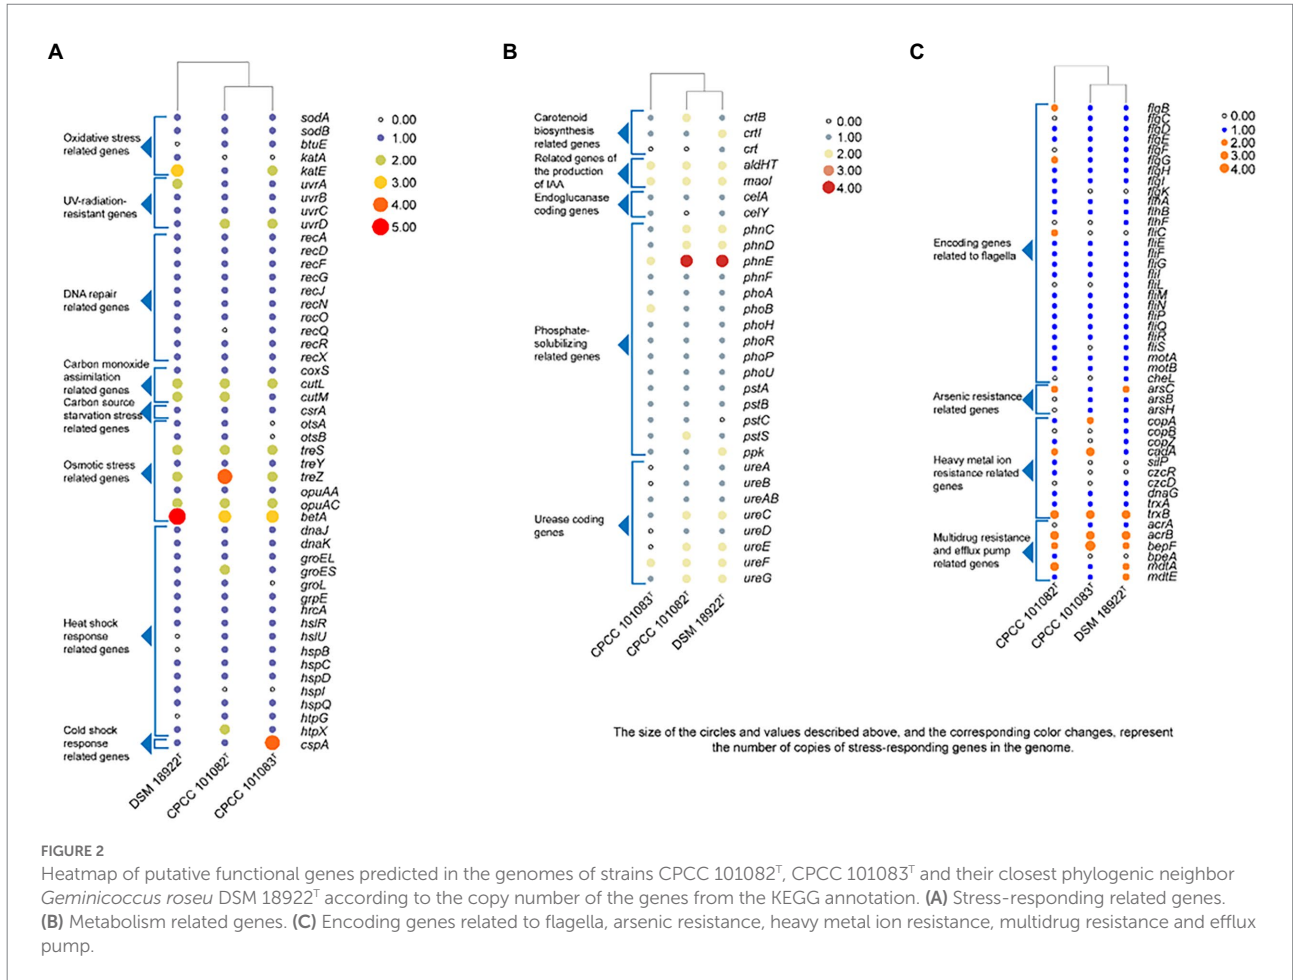 A
Oxidative stress
related genes
UV-radiation-
resistant genes
DNA repair
related genes
Carbon monoxide
assimilation
related genes
Carbon source
starvation stress
related genes
Osmotic stress
related genes
Heat shock
response
related genes
Cold shock
response
related genes
sodA
sodB
btuE
katA
katE
uvrA
uvrB
uvrC
uvrD
recA
recD
recF
recG
recJ
recN
recO
recQ
recR
recX
coxS
cutL
cutM
csrA
otsA
otsB
treS
treY
treZ
opuAA
opuAC
betA
dnaJ
dnaK
groEL
groES
groL
grpE
hrcA
hslR
hslU
hspB
hspC
hspD
hspI
hspQ
htpG
htpX
cspA
0.00
1.00
2.00
3.00
4.00
5.00
DSM 18922T
CPCC 101082T
CPCC 101083T
B
Carotenoid
biosynthesis
related genes
Related genes of
the production
of IAA
Endoglucanase
coding genes
Phosphate-
solubilizing
related genes
Urease coding
genes
crtB
crtI
crt
aldHT
maoI
celA
celY
phnC
phnD
phnE
phnF
phoA
phoB
phoH
phoR
phoP
phoU
pstA
pstB
pstC
pstS
ppk
ureA
ureB
ureAB
ureC
ureD
ureE
ureF
ureG
0.00
1.00
2.00
3.00
4.00
CPCC 101083T
CPCC 101082T
DSM 18922T
C
Encoding genes
related to flagella
Arsenic resistance
related genes
Heavy metal ion
resistance related
genes
Multidrug resistance
and efflux pump
related genes
flgB
flgC
flgD
flgE
flgF
flgG
flgH
flgI
flgK
flhA
flhB
flhF
fliC
fliE
fliF
fliG
fliI
fliL
fliM
fliN
fliP
fliQ
fliR
fliS
motA
motB
cheL
arsC
arsB
arsH
copA
copB
copZ
cadA
silP
czcR
czcD
dnaG
trxA
trxB
acrA
acrB
bepF
bpeA
mdtA
mdtE
0.00
1.00
2.00
3.00
4.00
CPCC 101082T
CPCC 101083T
DSM 18922T
The size of the circles and values described above, and the corresponding color changes, represent
the number of copies of stress-responding genes in the genome.
FIGURE 2
Heatmap of putative functional genes predicted in the genomes of strains CPCC 101082T, CPCC 101083T and their closest phylogenic neighbor
Geminicoccus roseu DSM 18922T according to the copy number of the genes from the KEGG annotation. (A) Stress-responding related genes.
(B) Metabolism related genes. (C) Encoding genes related to flagella, arsenic resistance, heavy metal ion resistance, multidrug resistance and efflux
pump.